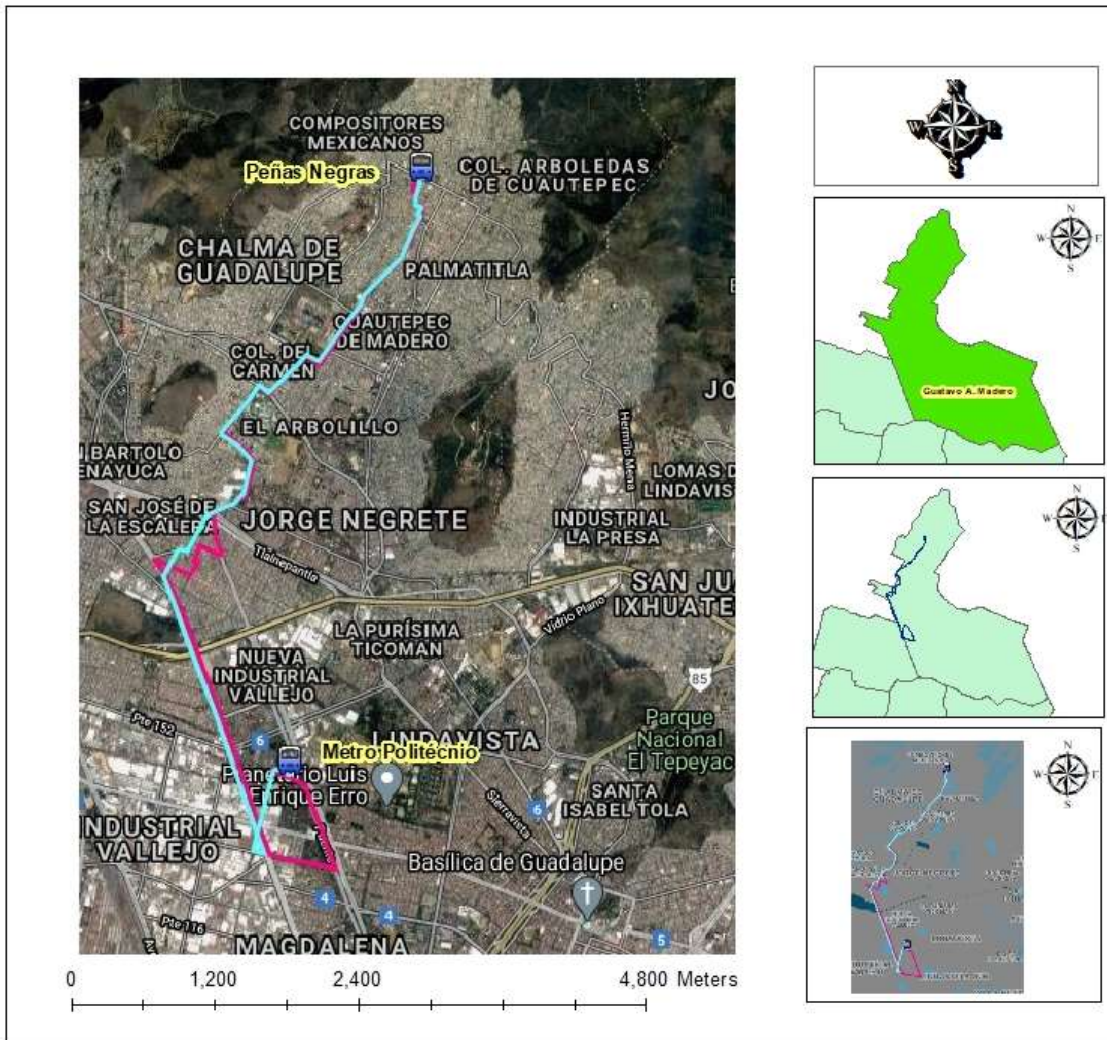 COMPOSITORES
MEXICANOS
Peñas Negras
COL. ARBOLEDAS
DE CUAUTEPEC
CHALMA DE
GUADALUPE
PALMATITLA
CUAUTEPEC
DE MADERO
COL. DEL
CARMEN
EL ARBOLILLO
N BARTOLO
ENAYUCA
SAN JOSÉ DE
LA ESCALERA
JORGE NEGRETE
Tlalnepantla
Hermilo Mena
JO
LOMAS D
LINDAVIST
INDUSTRIAL
LA PRESA
SAN JU
IXHUATE
Vidrio Plano
LA PURÍSIMA
TICOMAN
NUEVA
INDUSTRIAL
VALLEJO
85
Pte 152
6
LINDAVISTA
Metro Politécnio
Planetario Luis
Enrique Erro
Parque
Nacional
El Tepeyac
Sierravista
6
SANTA
ISABEL TOLA
INDUSTRIAL
VALLEJO
Basílica de Guadalupe
4
4
5
Pte 116
MAGDALENA
0 1,200 2,400 4,800 Meters
N
W E
S
N
W E
S
Gustavo A. Madero
N
W E
S
N
W E
S